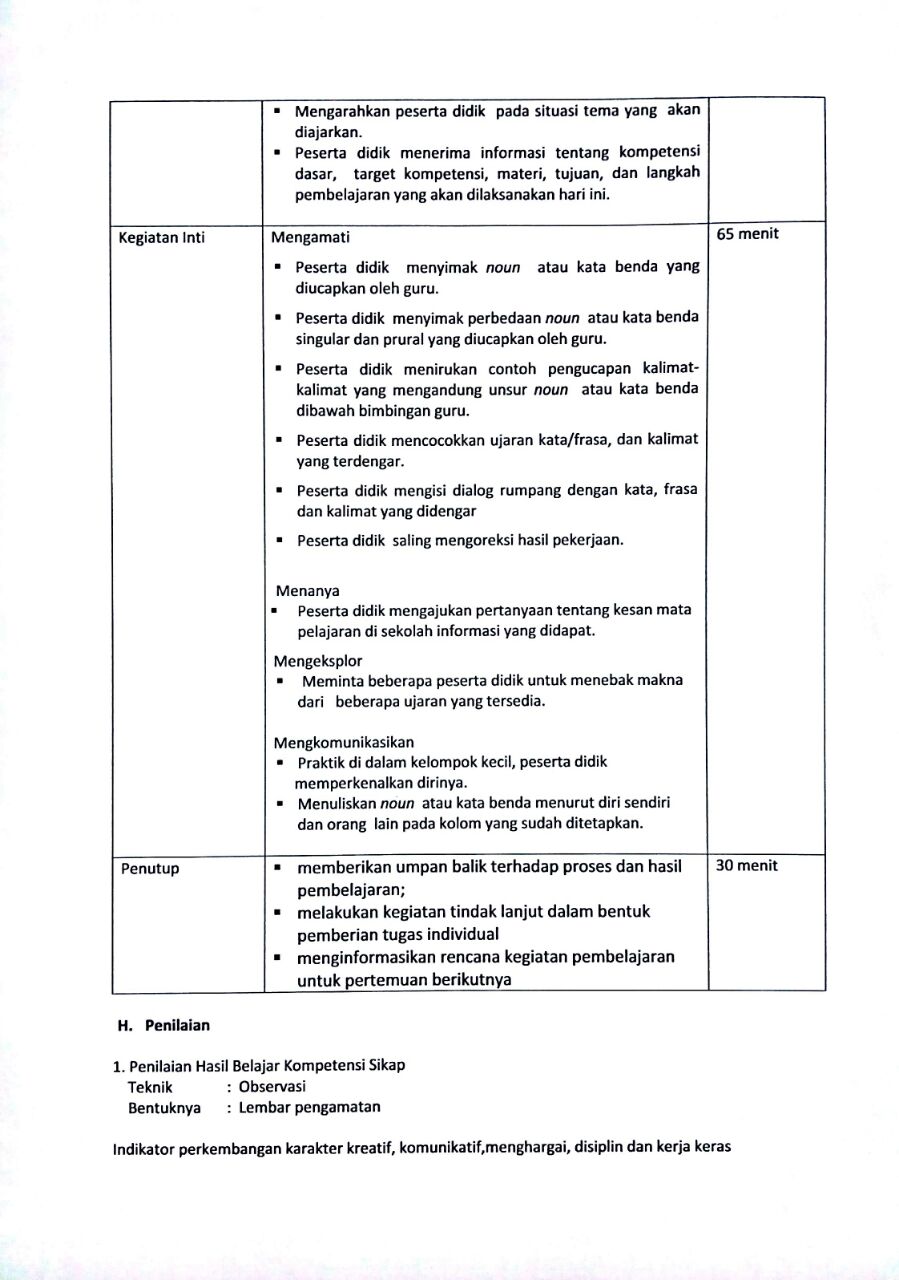 ▪ Mengarahkan peserta didik pada situasi tema yang akan
diajarkan.
▪ Peserta didik menerima informasi tentang kompetensi
dasar, target kompetensi, materi, tujuan, dan langkah
pembelajaran yang akan dilaksanakan hari ini.
Kegiatan Inti
Mengamati
65 menit
▪ Peserta didik menyimak noun atau kata benda yang
diucapkan oleh guru.
▪ Peserta didik menyimak perbedaan noun atau kata benda
singular dan prural yang diucapkan oleh guru.
▪ Peserta didik menirukan contoh pengucapan kalimat-
kalimat yang mengandung unsur noun atau kata benda
dibawah bimbingan guru.
▪ Peserta didik mencocokkan ujaran kata/frasa, dan kalimat
yang terdengar.
▪ Peserta didik mengisi dialog rumpang dengan kata, frasa
dan kalimat yang didengar
▪ Peserta didik saling mengoreksi hasil pekerjaan.
Menanya
▪ Peserta didik mengajukan pertanyaan tentang kesan mata
pelajaran di sekolah informasi yang didapat.
Mengeksplor
▪ Meminta beberapa peserta didik untuk menebak makna
dari beberapa ujaran yang tersedia.
Mengkomunikasikan
▪ Praktik di dalam kelompok kecil, peserta didik
memperkenalkan dirinya.
▪ Menuliskan noun atau kata benda menurut diri sendiri
dan orang lain pada kolom yang sudah ditetapkan.
Penutup
▪ memberikan umpan balik terhadap proses dan hasil
30 menit
pembelajaran;
▪ melakukan kegiatan tindak lanjut dalam bentuk
pemberian tugas individual
▪ menginformasikan rencana kegiatan pembelajaran
untuk pertemuan berikutnya
H. Penilaian
1. Penilaian Hasil Belajar Kompetensi Sikap
Teknik : Observasi
Bentuknya : Lembar pengamatan
Indikator perkembangan karakter kreatif, komunikatif,menghargai, disiplin dan kerja keras